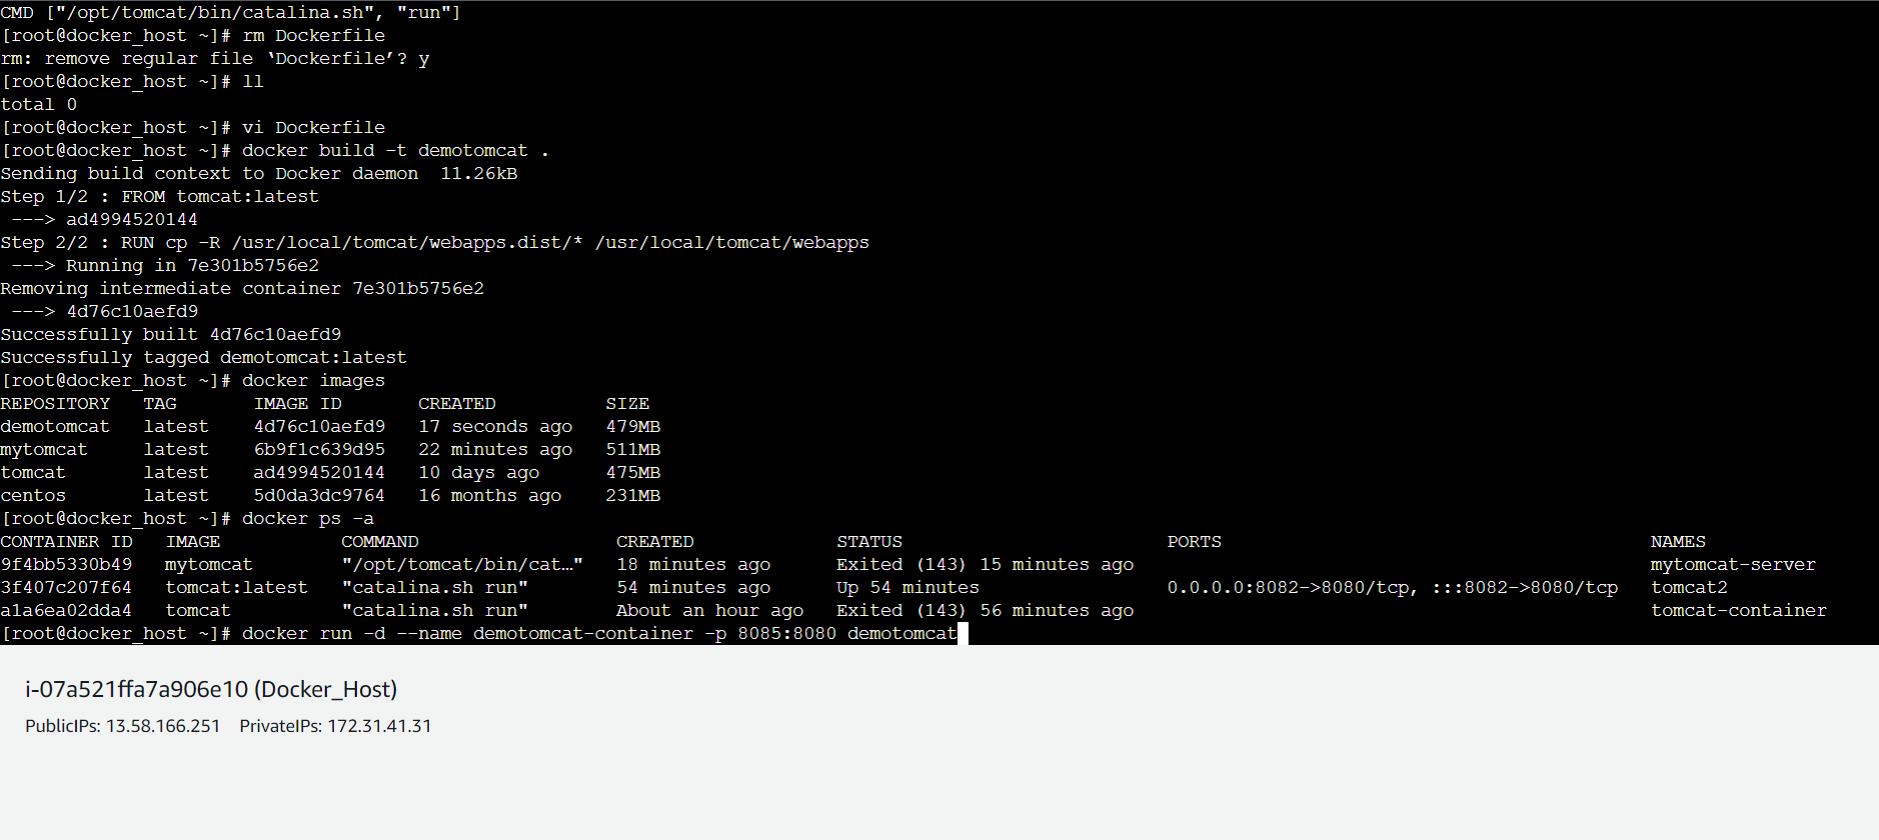 CMD ["/opt/tomcat/bin/catalina.sh", "run"]
[root@docker_host ~]# rm Dockerfile
rm: remove regular file ‘Dockerfile’? y
[root@docker_host ~]# ll
total 0
[root@docker_host ~]# vi Dockerfile
[root@docker_host ~]# docker build -t demotomcat .
Sending build context to Docker daemon  11.26kB
Step 1/2 : FROM tomcat:latest
 ---> ad4994520144
Step 2/2 : RUN cp -R /usr/local/tomcat/webapps.dist/* /usr/local/tomcat/webapps
 ---> Running in 7e301b5756e2
Removing intermediate container 7e301b5756e2
 ---> 4d76c10aefd9
Successfully built 4d76c10aefd9
Successfully tagged demotomcat:latest
[root@docker_host ~]# docker images
REPOSITORY   TAG       IMAGE ID       CREATED          SIZE
demotomcat   latest    4d76c10aefd9   17 seconds ago   479MB
mytomcat     latest    6b9f1c639d95   22 minutes ago   511MB
tomcat       latest    ad4994520144   10 days ago      475MB
centos       latest    5d0da3dc9764   16 months ago    231MB
[root@docker_host ~]# docker ps -a
CONTAINER ID   IMAGE           COMMAND                  CREATED             STATUS                        PORTS                                       NAMES
9f4bb5330b49   mytomcat        "/opt/tomcat/bin/cat…"   18 minutes ago      Exited (143) 15 minutes ago                                               mytomcat-server
3f407c207f64   tomcat:latest   "catalina.sh run"        54 minutes ago      Up 54 minutes                 0.0.0.0:8082->8080/tcp, :::8082->8080/tcp   tomcat2
a1a6ea02dda4   tomcat          "catalina.sh run"        About an hour ago   Exited (143) 56 minutes ago                                               tomcat-container
[root@docker_host ~]# docker run -d --name demotomcat-container -p 8085:8080 demotomcat
i-07a521ffa7a906e10 (Docker_Host)
PublicIPs: 13.58.166.251    PrivateIPs: 172.31.41.31